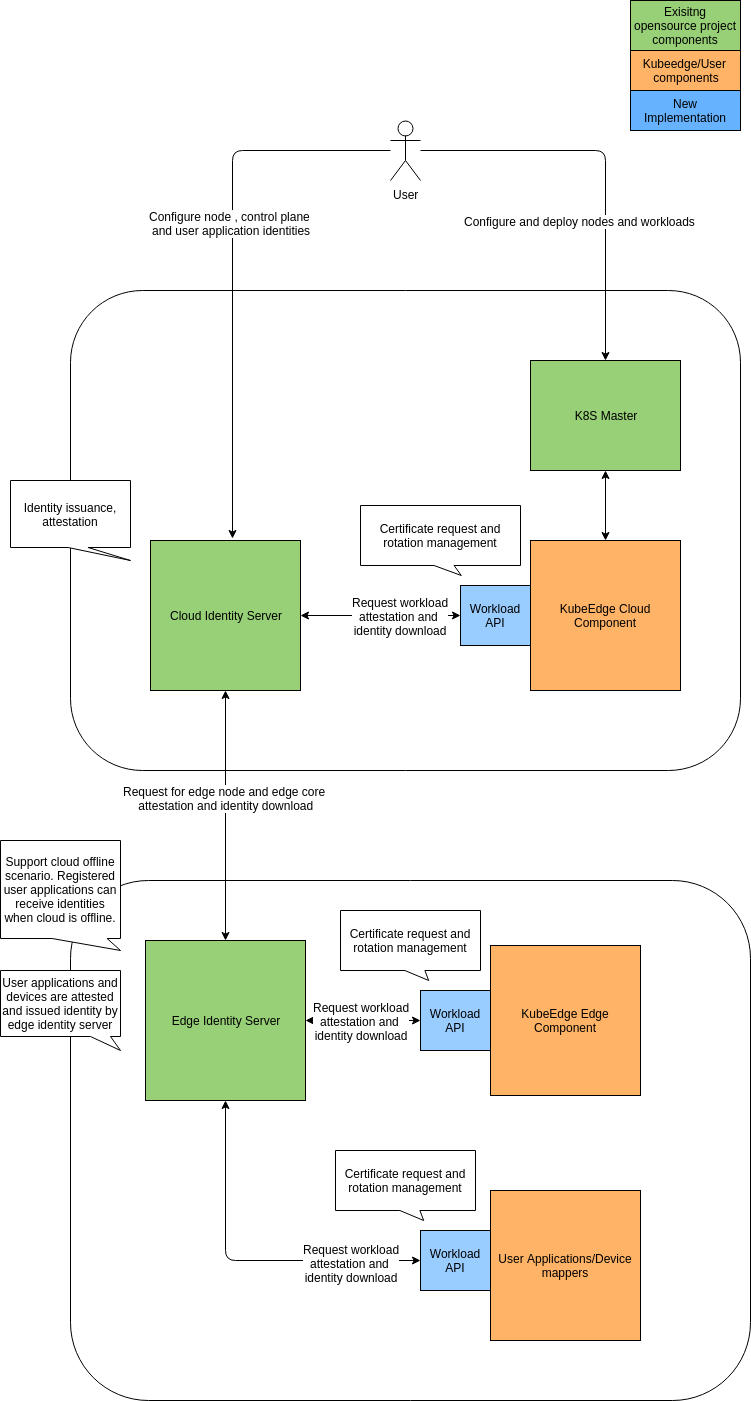 Exisitng
opensource project
components
Kubeedge/User
components
New
Implementation
User
Configure node , control plane
and user application identities
Configure and deploy nodes and workloads
K8S Master
Identity issuance,
attestation
Certificate request and
rotation management
Cloud Identity Server
Request workload
attestation and
identity download
Workload
API
KubeEdge Cloud
Component
Request for edge node and edge core
attestation and identity download
Support cloud offline
scenario. Registered
user applications can
receive identities
when cloud is offline.
Certificate request and
rotation management
User applications and
devices are attested
and issued identity by
edge identity server
Edge Identity Server
Request workload
attestation and
identity download
Workload
API
KubeEdge Edge
Component
Certificate request and
rotation management
Request workload
attestation and
identity download
Workload
API
User Applications/Device
mappers